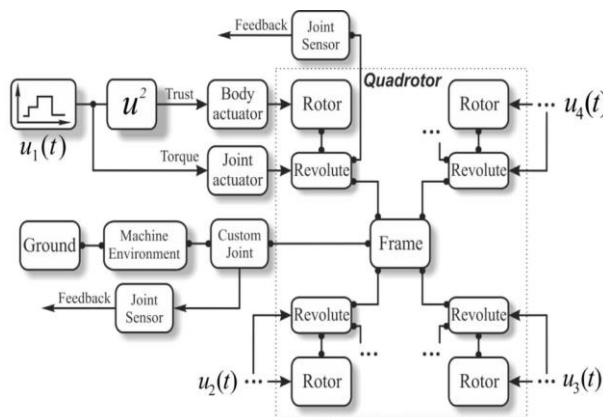 Feedback
Joint
Sensor
Quadrotor
u²
Trust
Body
actuator
Rotor
Rotor
...
u₄(t)
u₁(t)
...
...
Torque
Joint
actuator
Revolute
Revolute
Ground
Machine
Environment
Custom
Joint
Frame
Feedback
Joint
Sensor
Revolute
Revolute
...
...
u₂(t)
...
Rotor
Rotor
...
u₃(t)